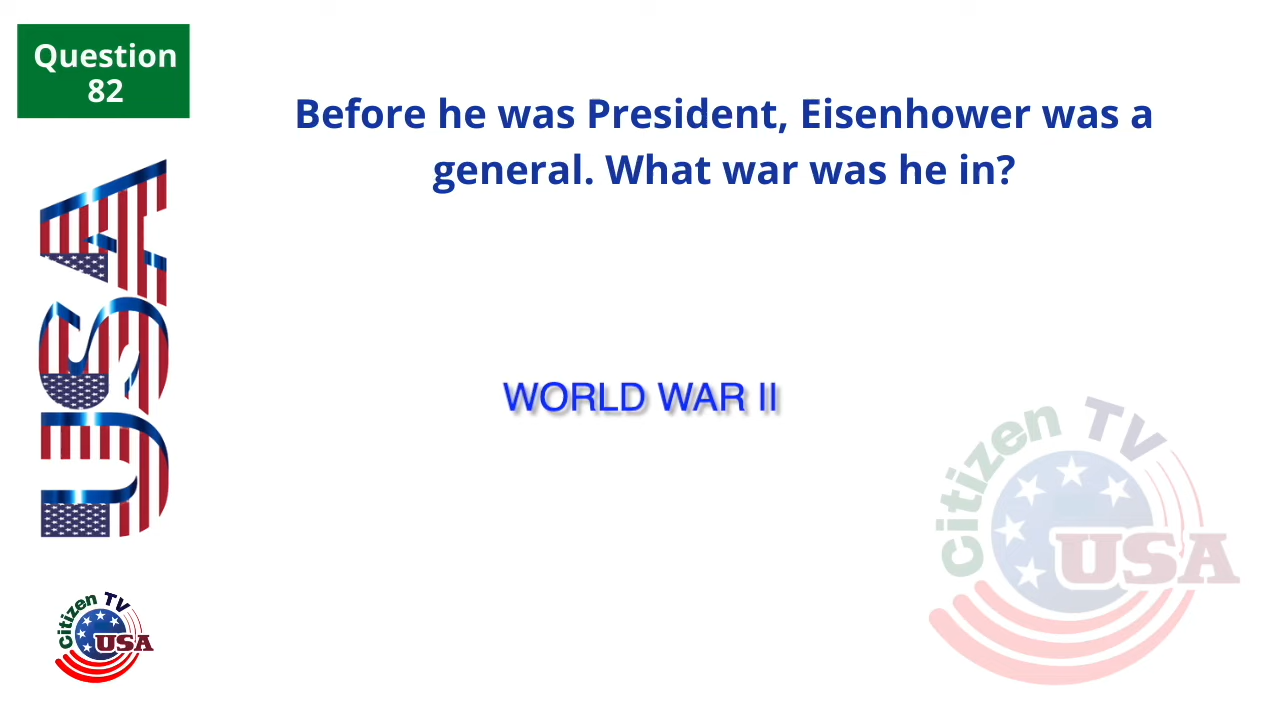 Question
82
Before he was President, Eisenhower was a
general. What war was he in?
USA
WORLD WAR II
Citizen TV
USA
Citizen TV
USA